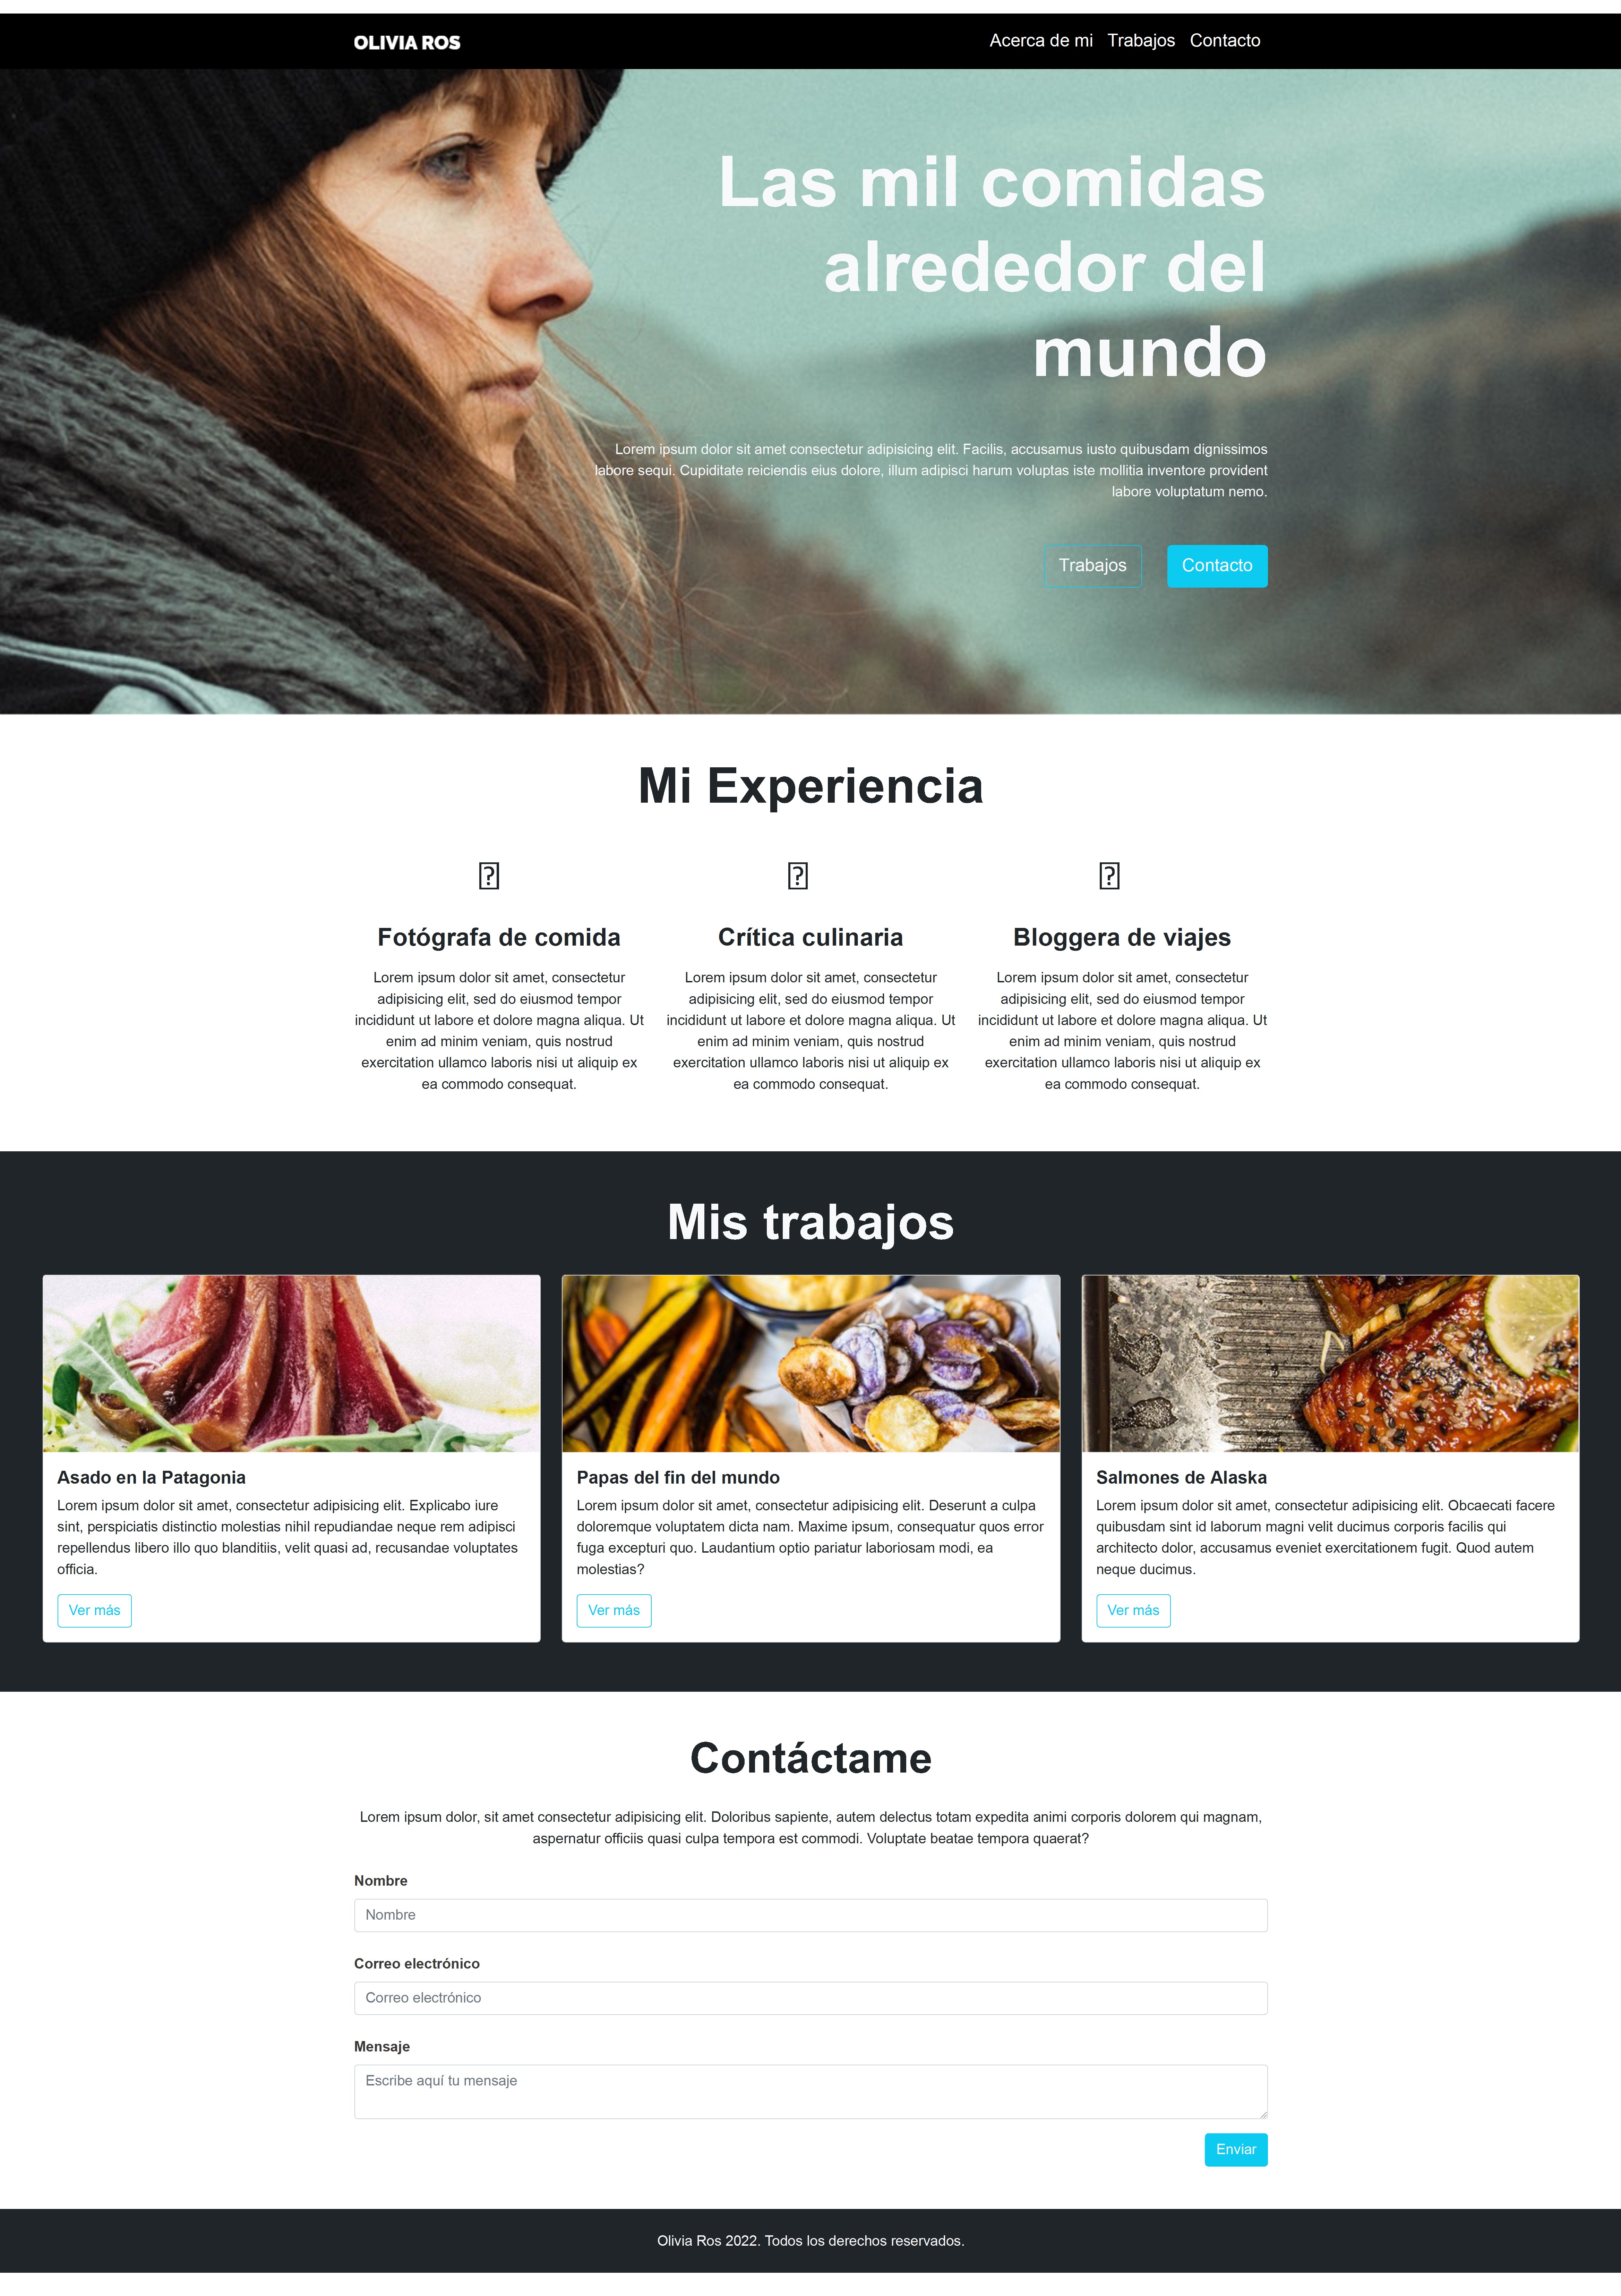 OLIVIA ROS
Acerca de mi Trabajos Contacto
Las mil comidas
alrededor del
mundo
Lorem ipsum dolor sit amet consectetur adipisicing elit. Facilis, accusamus iusto quibusdam dignissimos
labore sequi. Cupiditate reiciendis eius dolore, illum adipisci harum voluptas iste mollitia inventore provident
labore voluptatum nemo.
Trabajos
Contacto
Mi Experiencia
Fotógrafa de comida
Lorem ipsum dolor sit amet, consectetur
adipisicing elit, sed do eiusmod tempor
incididunt ut labore et dolore magna aliqua. Ut
enim ad minim veniam, quis nostrud
exercitation ullamco laboris nisi ut aliquip ex
ea commodo consequat.
Crítica culinaria
Lorem ipsum dolor sit amet, consectetur
adipisicing elit, sed do eiusmod tempor
incididunt ut labore et dolore magna aliqua. Ut
enim ad minim veniam, quis nostrud
exercitation ullamco laboris nisi ut aliquip ex
ea commodo consequat.
Bloggera de viajes
Lorem ipsum dolor sit amet, consectetur
adipisicing elit, sed do eiusmod tempor
incididunt ut labore et dolore magna aliqua. Ut
enim ad minim veniam, quis nostrud
exercitation ullamco laboris nisi ut aliquip ex
ea commodo consequat.
Mis trabajos
Asado en la Patagonia
Lorem ipsum dolor sit amet, consectetur adipisicing elit. Explicabo iure
sint, perspiciatis distinctio molestias nihil repudiandae neque rem adipisci
repellendus libero illo quo blanditiis, velit quasi ad, recusandae voluptates
officia.
Ver más
Papas del fin del mundo
Lorem ipsum dolor sit amet, consectetur adipisicing elit. Deserunt a culpa
doloremque voluptatem dicta nam. Maxime ipsum, consequatur quos error
fuga excepturi quo. Laudantium optio pariatur laboriosam modi, ea
molestias?
Ver más
Salmones de Alaska
Lorem ipsum dolor sit amet, consectetur adipisicing elit. Obcaecati facere
quibusdam sint id laborum magni velit ducimus corporis facilis qui
architecto dolor, accusamus eveniet exercitationem fugit. Quod autem
neque ducimus.
Ver más
Contáctame
Lorem ipsum dolor, sit amet consectetur adipisicing elit. Doloribus sapiente, autem delectus totam expedita animi corporis dolorem qui magnam,
aspernatur officiis quasi culpa tempora est commodi. Voluptate beatae tempora quaerat?
Nombre
Nombre
Correo electrónico
Correo electrónico
Mensaje
Escribe aquí tu mensaje
Enviar
Olivia Ros 2022. Todos los derechos reservados.